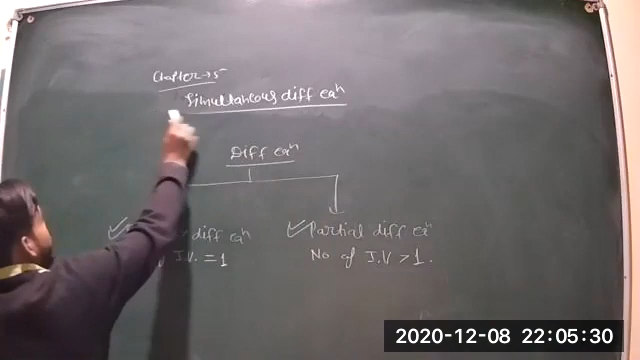 Chapter → 5
Simultaneous diff eqⁿ
Diff eqⁿ
✓ diff eqⁿ
✓Partial diff eqⁿ
I.V. = 1
No of I.V > 1.
2020-12-08 22:05:30